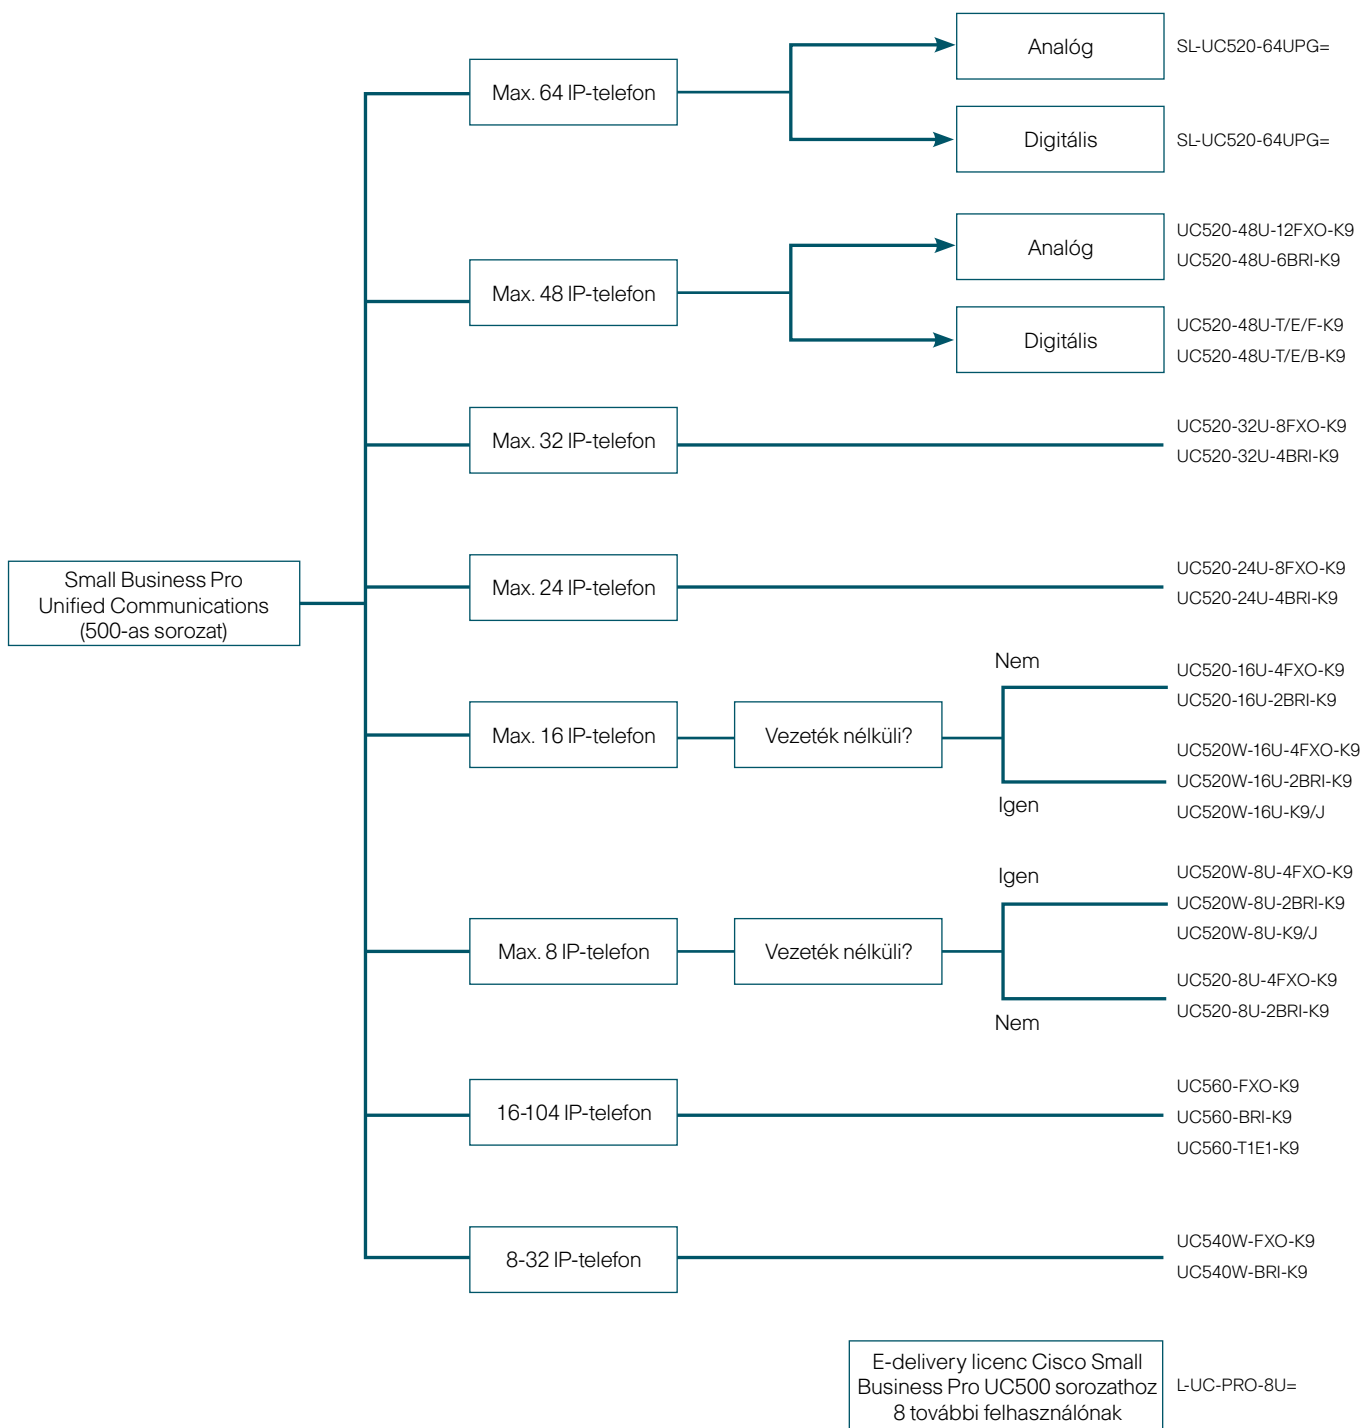 Small Business Pro
Unified Communications
(500-as sorozat)
Max. 64 IP-telefon
Analóg
SL-UC520-64UPG=
Digitális
SL-UC520-64UPG=
Max. 48 IP-telefon
Analóg
UC520-48U-12FXO-K9
UC520-48U-6BRI-K9
Digitális
UC520-48U-T/E/F-K9
UC520-48U-T/E/B-K9
Max. 32 IP-telefon
UC520-32U-8FXO-K9
UC520-32U-4BRI-K9
Max. 24 IP-telefon
UC520-24U-8FXO-K9
UC520-24U-4BRI-K9
Max. 16 IP-telefon
Vezeték nélküli?
Nem
UC520-16U-4FXO-K9
UC520-16U-2BRI-K9
Igen
UC520W-16U-4FXO-K9
UC520W-16U-2BRI-K9
UC520W-16U-K9/J
Max. 8 IP-telefon
Vezeték nélküli?
Igen
UC520W-8U-4FXO-K9
UC520W-8U-2BRI-K9
UC520W-8U-K9/J
Nem
UC520-8U-4FXO-K9
UC520-8U-2BRI-K9
16-104 IP-telefon
UC560-FXO-K9
UC560-BRI-K9
UC560-T1E1-K9
8-32 IP-telefon
UC540W-FXO-K9
UC540W-BRI-K9
E-delivery licenc Cisco Small
Business Pro UC500 sorozathoz
8 további felhasználónak
L-UC-PRO-8U=